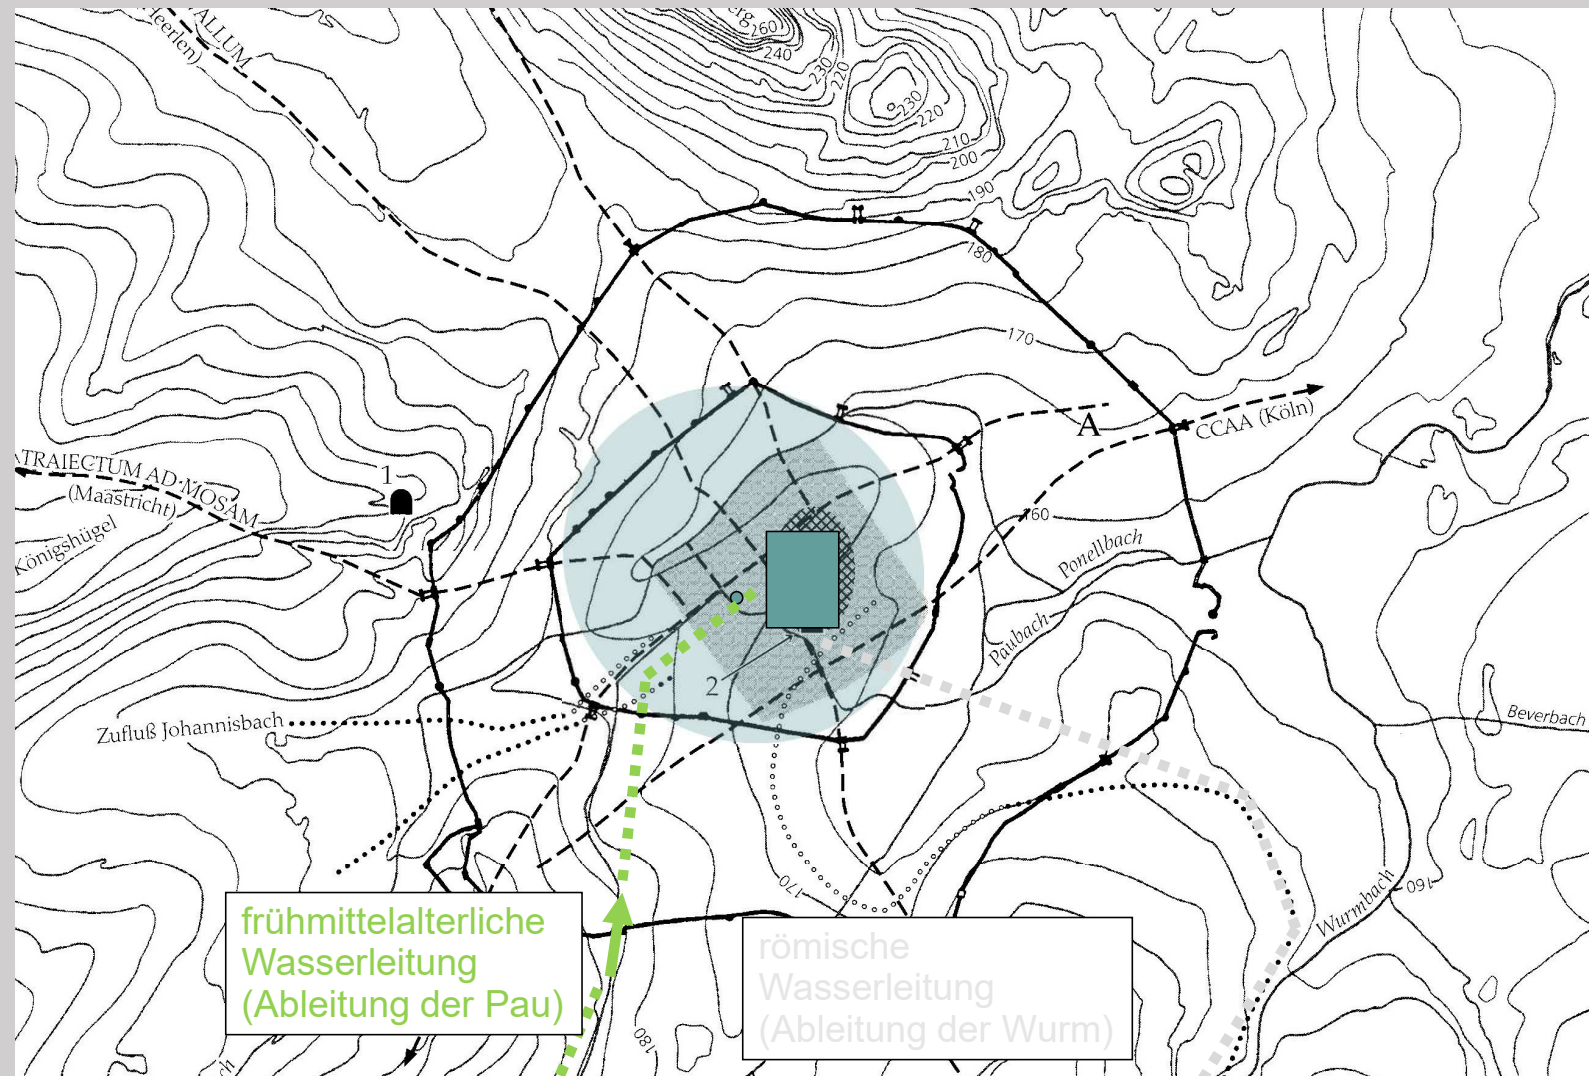 VALLUM
(Heerlen)
berg
260
240
230
220
230
220
210
200
190
180
170
TRAIECTUM AD MOSAM
(Maastricht)
Königshügel
1
A
CCAA (Köln)
160
Ponellbach
Paubach
2
Zufluß Johannisbach
Beverbach
170
Wurmbach
160
180
frühmittelalterliche
Wasserleitung
(Ableitung der Pau)
römische
Wasserleitung
(Ableitung der Wurm)